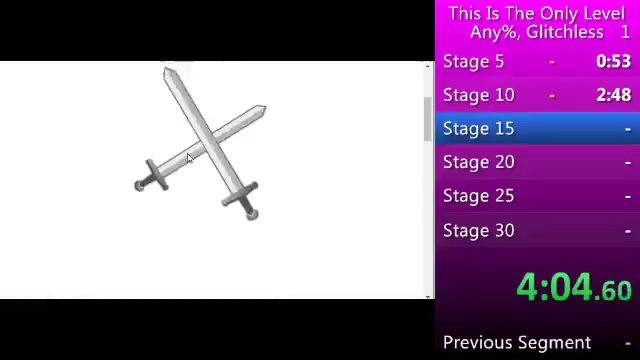 This Is The Only Level
Any%, Glitchless 1
Stage 5 - 0:53
Stage 10 - 2:48
Stage 15 -
Stage 20 -
Stage 25 -
Stage 30 -
4:04.60
Previous Segment -